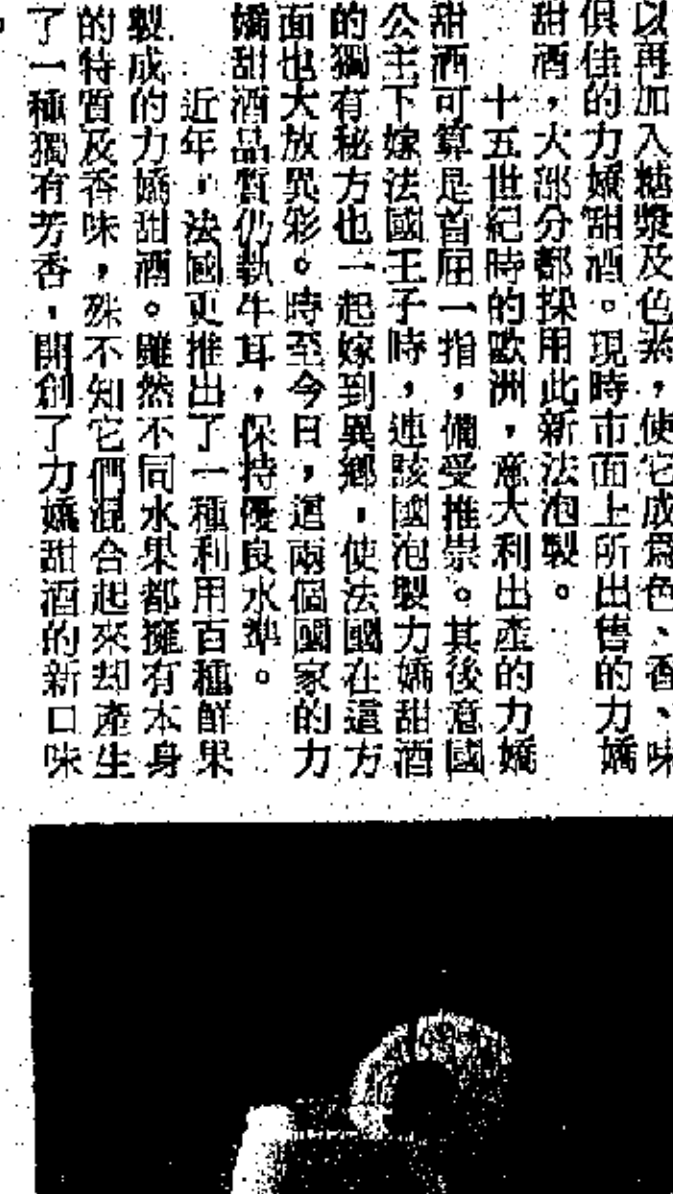 以再加入糖漿及色素，使它成爲色、香、味
俱佳的力嬌甜酒。現時市面上所出售的力嬌
甜酒，大部分都採用此新法泡製。
十五世紀時的歐洲，意大利出產的力嬌
甜酒可算是首屈一指，備受推崇。其後意國
公主下嫁法國王子時，連該國泡製力嬌甜酒
的獨有秘方也一起嫁到異鄉，使法國在這方
面也大放異彩。時至今日，這兩個國家的力
嬌甜酒品質仍執牛耳，保持優良水準。
近年，法國更推出了一種利用百種鮮果
製成的力嬌甜酒。雖然不同水果都擁有本身
的特質及香味，殊不知它們混合起來却產生
了一種獨有芳香，開創了力嬌甜酒的新口味